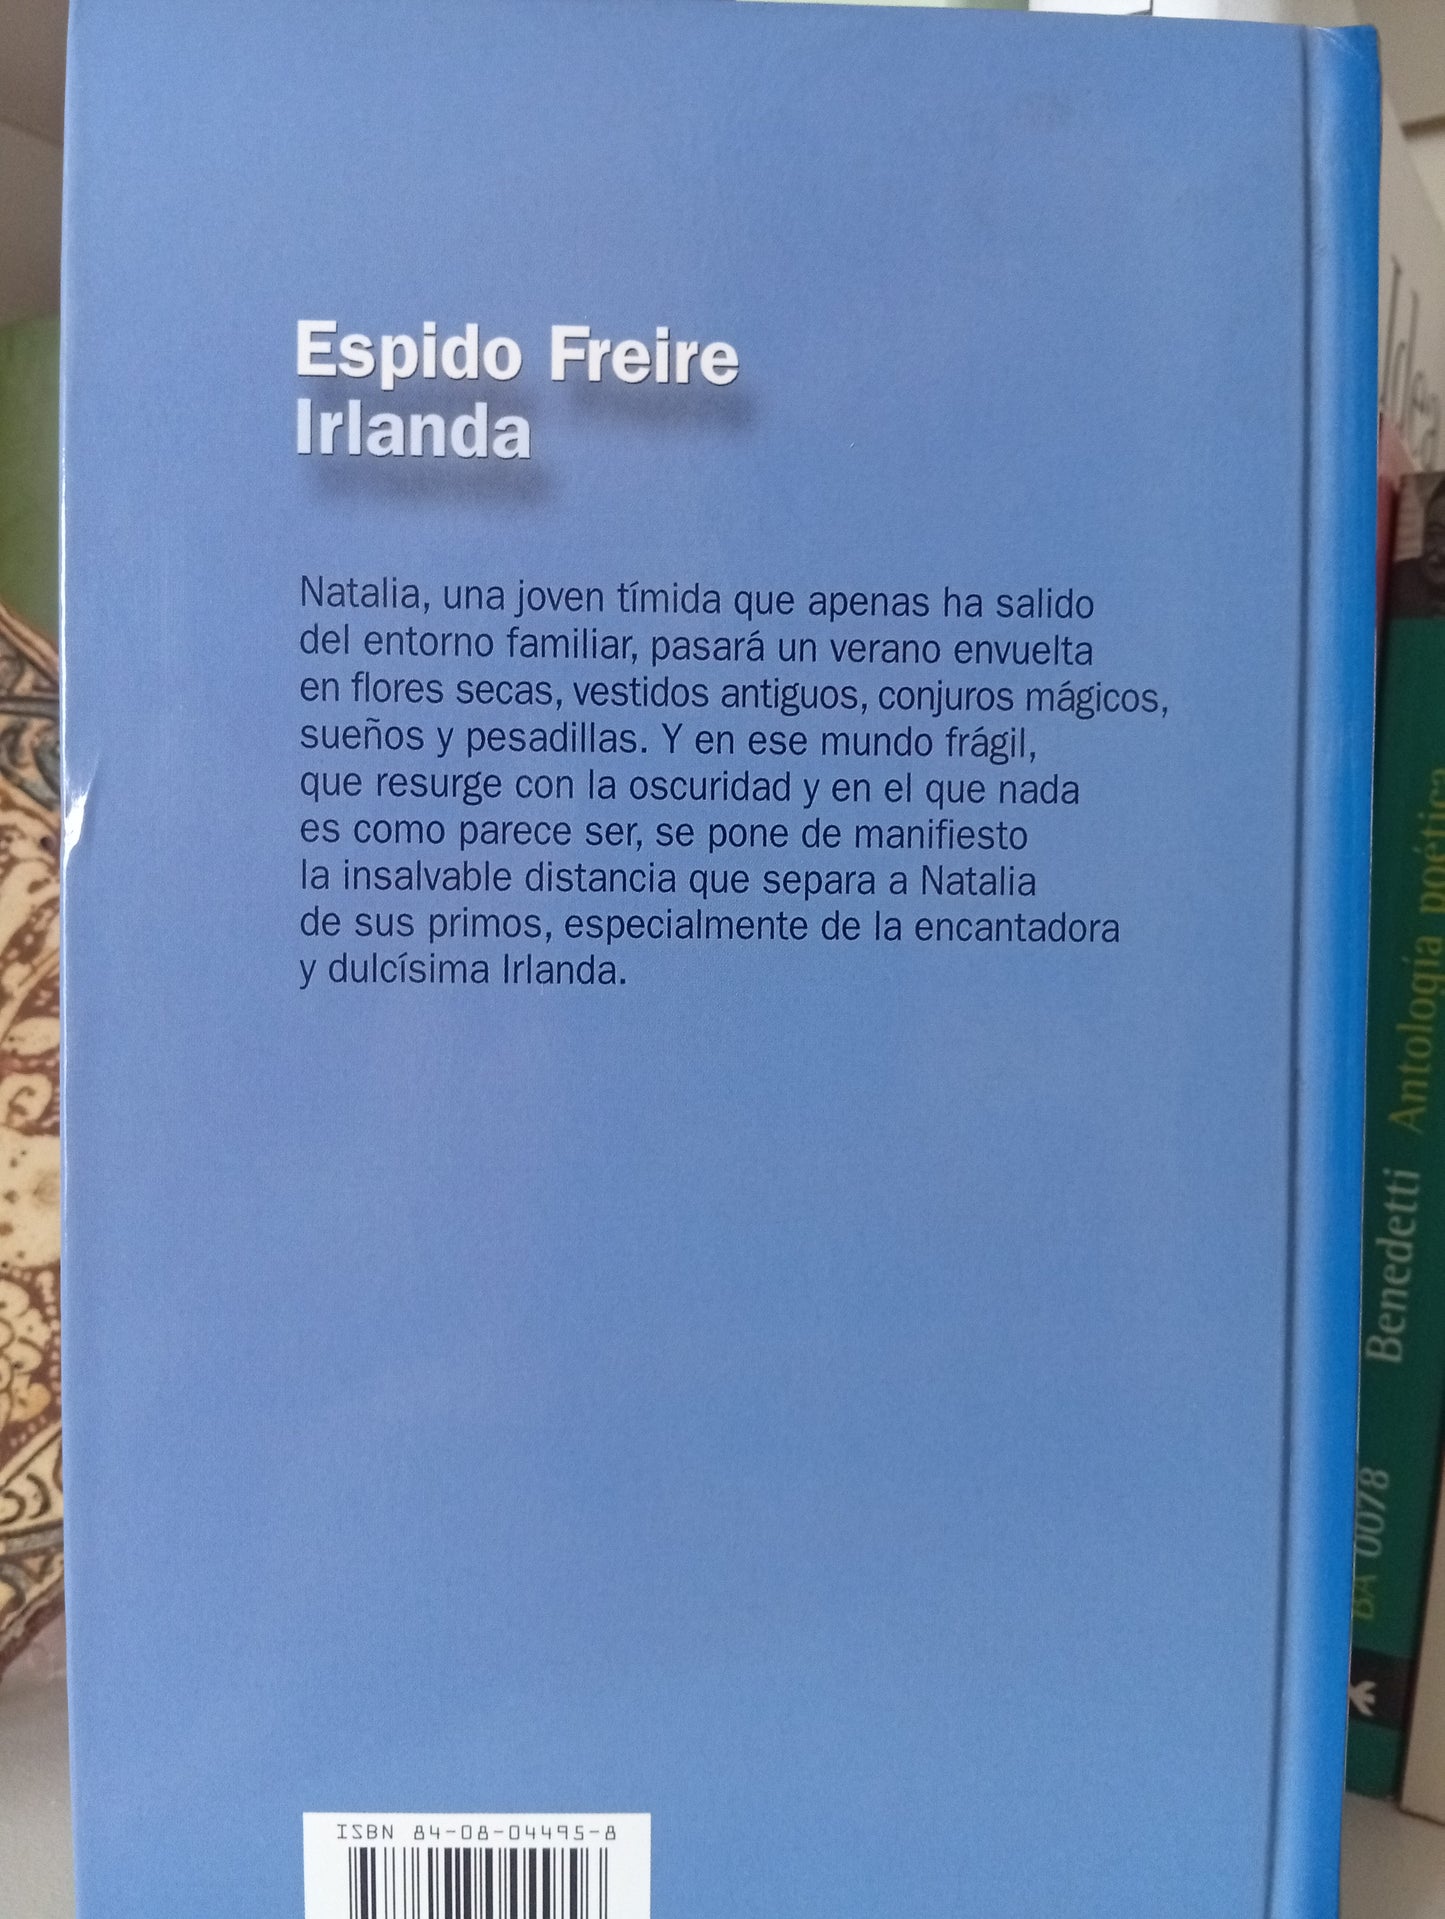 Espido Freire
Irlanda
Natalia, una joven tímida que apenas ha salido
del entorno familiar, pasará un verano envuelta
en flores secas, vestidos antiguos, conjuros mágicos,
sueños y pesadillas. Y en ese mundo frágil,
que resurge con la oscuridad y en el que nada
es como parece ser, se pone de manifiesto
la insalvable distancia que separa a Natalia
de sus primos, especialmente de la encantadora
y dulcísima Irlanda.
ISBN 84-08-04495-8
Benedetti Antología poética
BA 0078